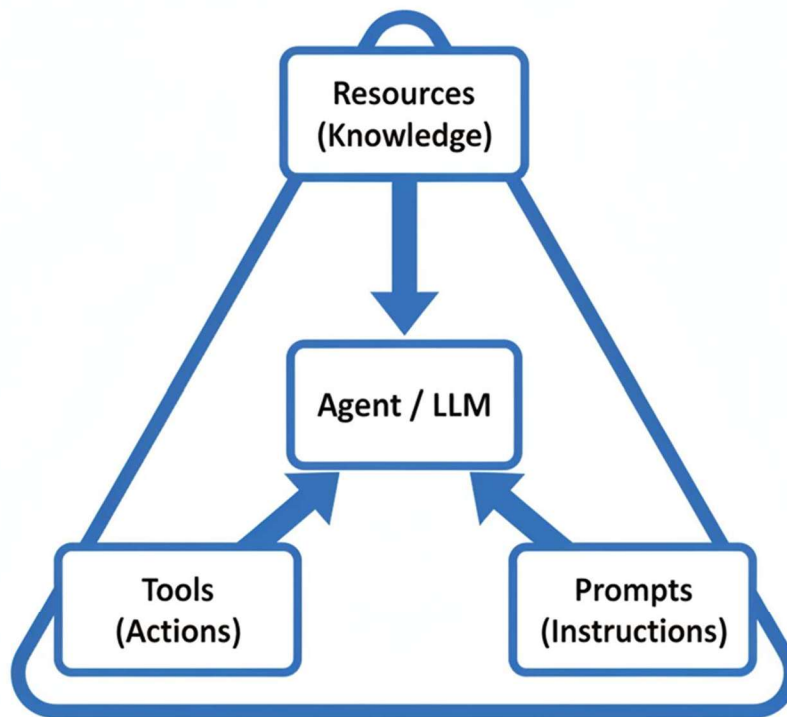 Resources
(Knowledge)
Agent / LLM
Tools
(Actions)
Prompts
(Instructions)